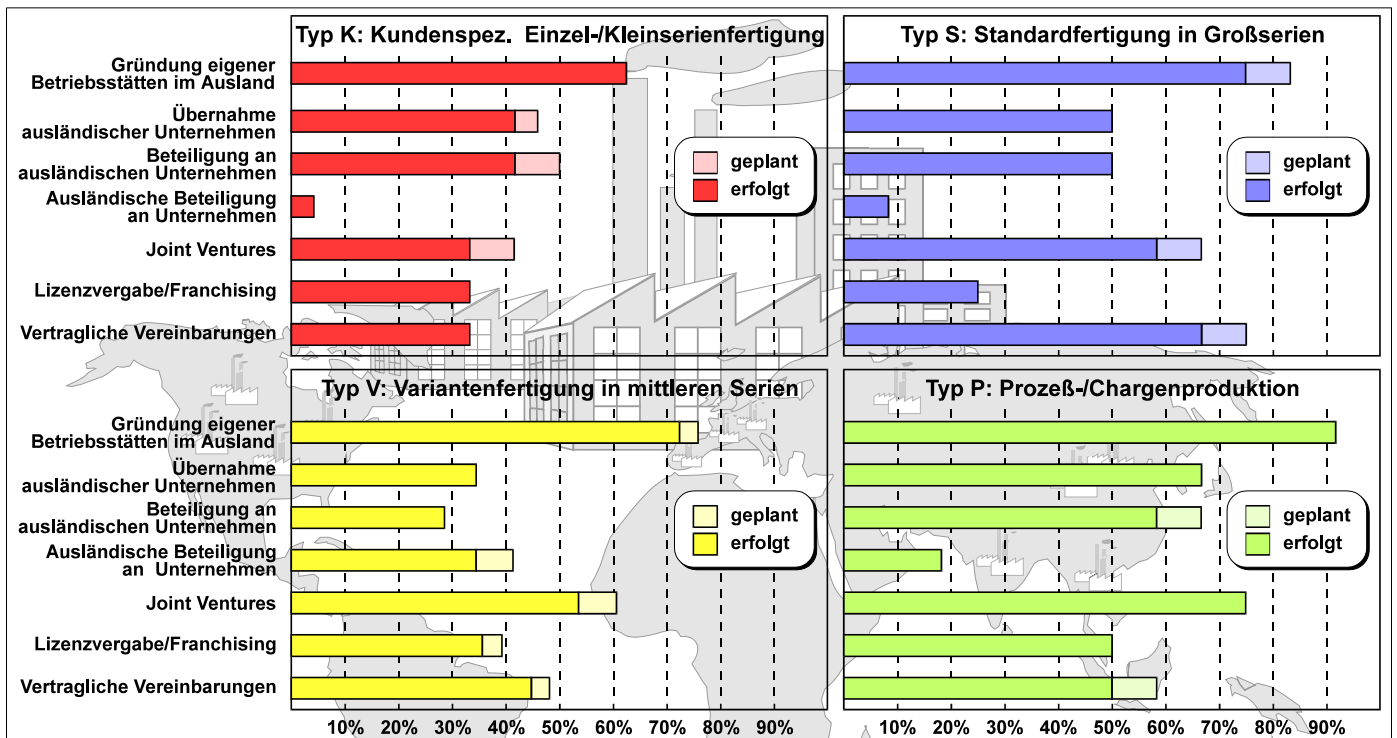 Typ K: Kundenspez. Einzel-/Kleinserienfertigung
Gründung eigener
Betriebsstätten im Ausland
Übernahme
ausländischer Unternehmen
Beteiligung an
ausländischen Unternehmen
Ausländische Beteiligung
an Unternehmen
Joint Ventures
Lizenzvergabe/Franchising
Vertragliche Vereinbarungen
geplant
erfolgt
Typ S: Standardfertigung in Großserien
geplant
erfolgt
Typ V: Variantenfertigung in mittleren Serien
Gründung eigener
Betriebsstätten im Ausland
Übernahme
ausländischer Unternehmen
Beteiligung an
ausländischen Unternehmen
Ausländische Beteiligung
an Unternehmen
Joint Ventures
Lizenzvergabe/Franchising
Vertragliche Vereinbarungen
geplant
erfolgt
10% 20% 30% 40% 50% 60% 70% 80% 90%
Typ P: Prozeß-/Chargenproduktion
geplant
erfolgt
10% 20% 30% 40% 50% 60% 70% 80% 90%